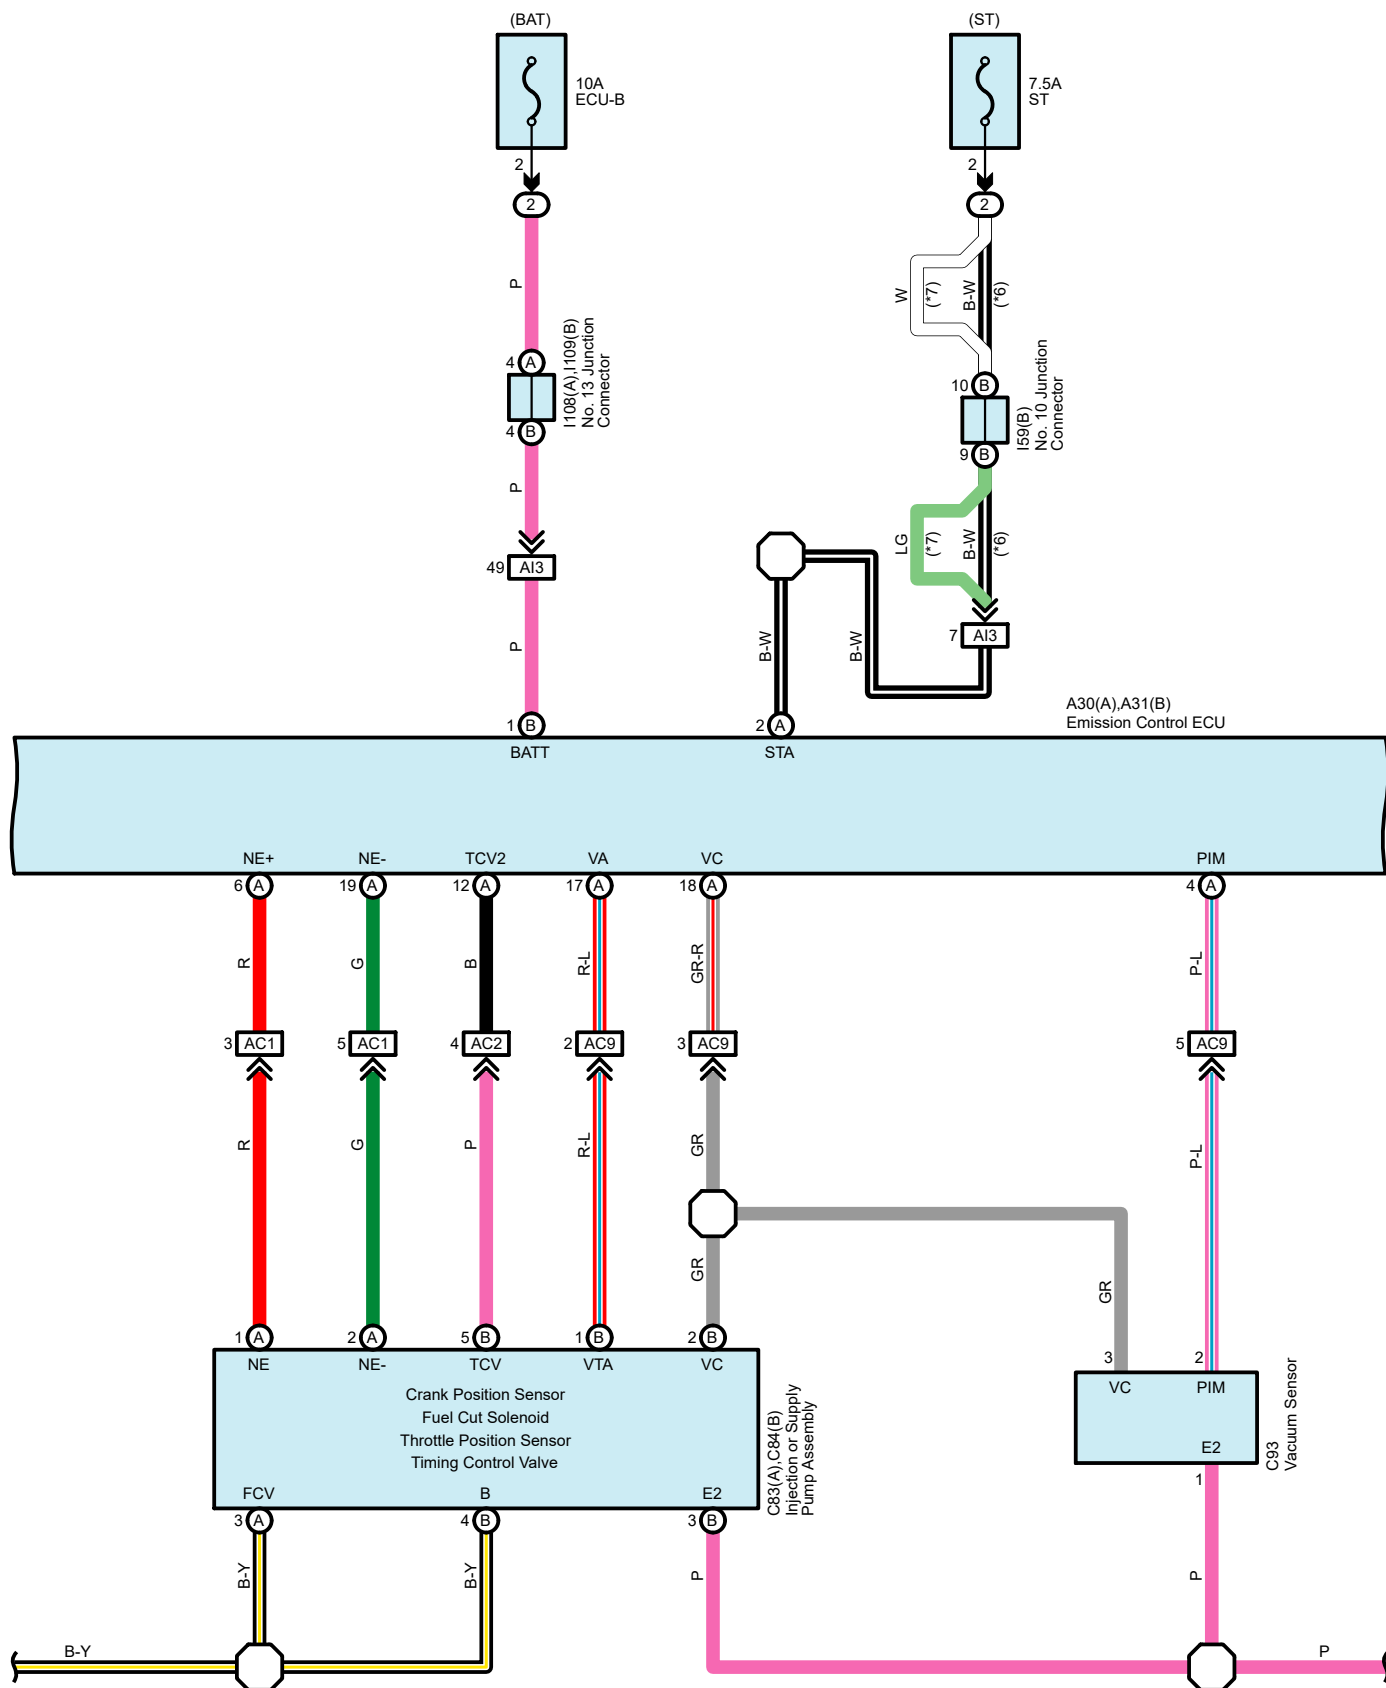 (BAT)
(ST)
10A
ECU-B
7.5A
ST
2
2
2
2
P
W
(*7)
B-W
(*6)
4
A
I108(A),I109(B)
No. 13 Junction
Connector
4
B
10
B
I59(B)
No. 10 Junction
Connector
9
B
P
LG
(*7)
B-W
(*6)
49
AI3
7
AI3
P
B-W
B-W
A30(A),A31(B)
Emission Control ECU
1
B
2
A
BATT
STA
NE+
NE-
TCV2
VA
VC
PIM
6
A
19
A
12
A
17
A
18
A
4
A
R
G
B
R-L
GR-R
P-L
3
AC1
5
AC1
4
AC2
2
AC9
3
AC9
5
AC9
R
G
P
R-L
GR
P-L
GR
GR
1
A
2
A
5
B
1
B
2
B
3
2
NE
NE-
TCV
VTA
VC
VC
PIM
Crank Position Sensor
Fuel Cut Solenoid
Throttle Position Sensor
Timing Control Valve
C83(A),C84(B)
Injection or Supply
Pump Assembly
E2
C93
Vacuum Sensor
FCV
B
E2
1
3
A
4
B
3
B
B-Y
B-Y
P
P
B-Y
P